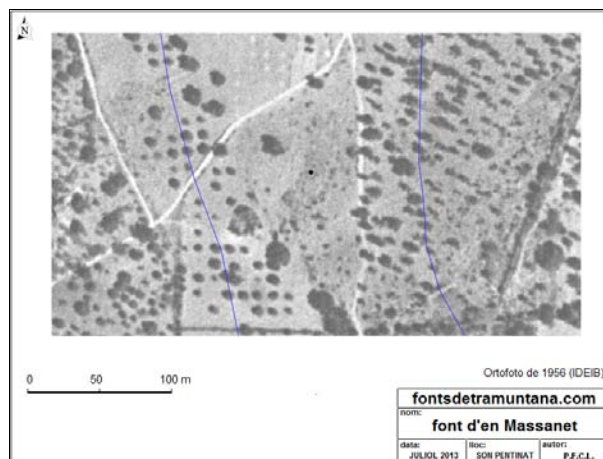 N
Ortofoto de 1956 (IDEIB)
0 50 100 m
fontsdetramuntana.com
nom:
font d'en Massanet
data: lloc: autor:
JULIOL 2013 SON PENTINAT P.F.C.L.